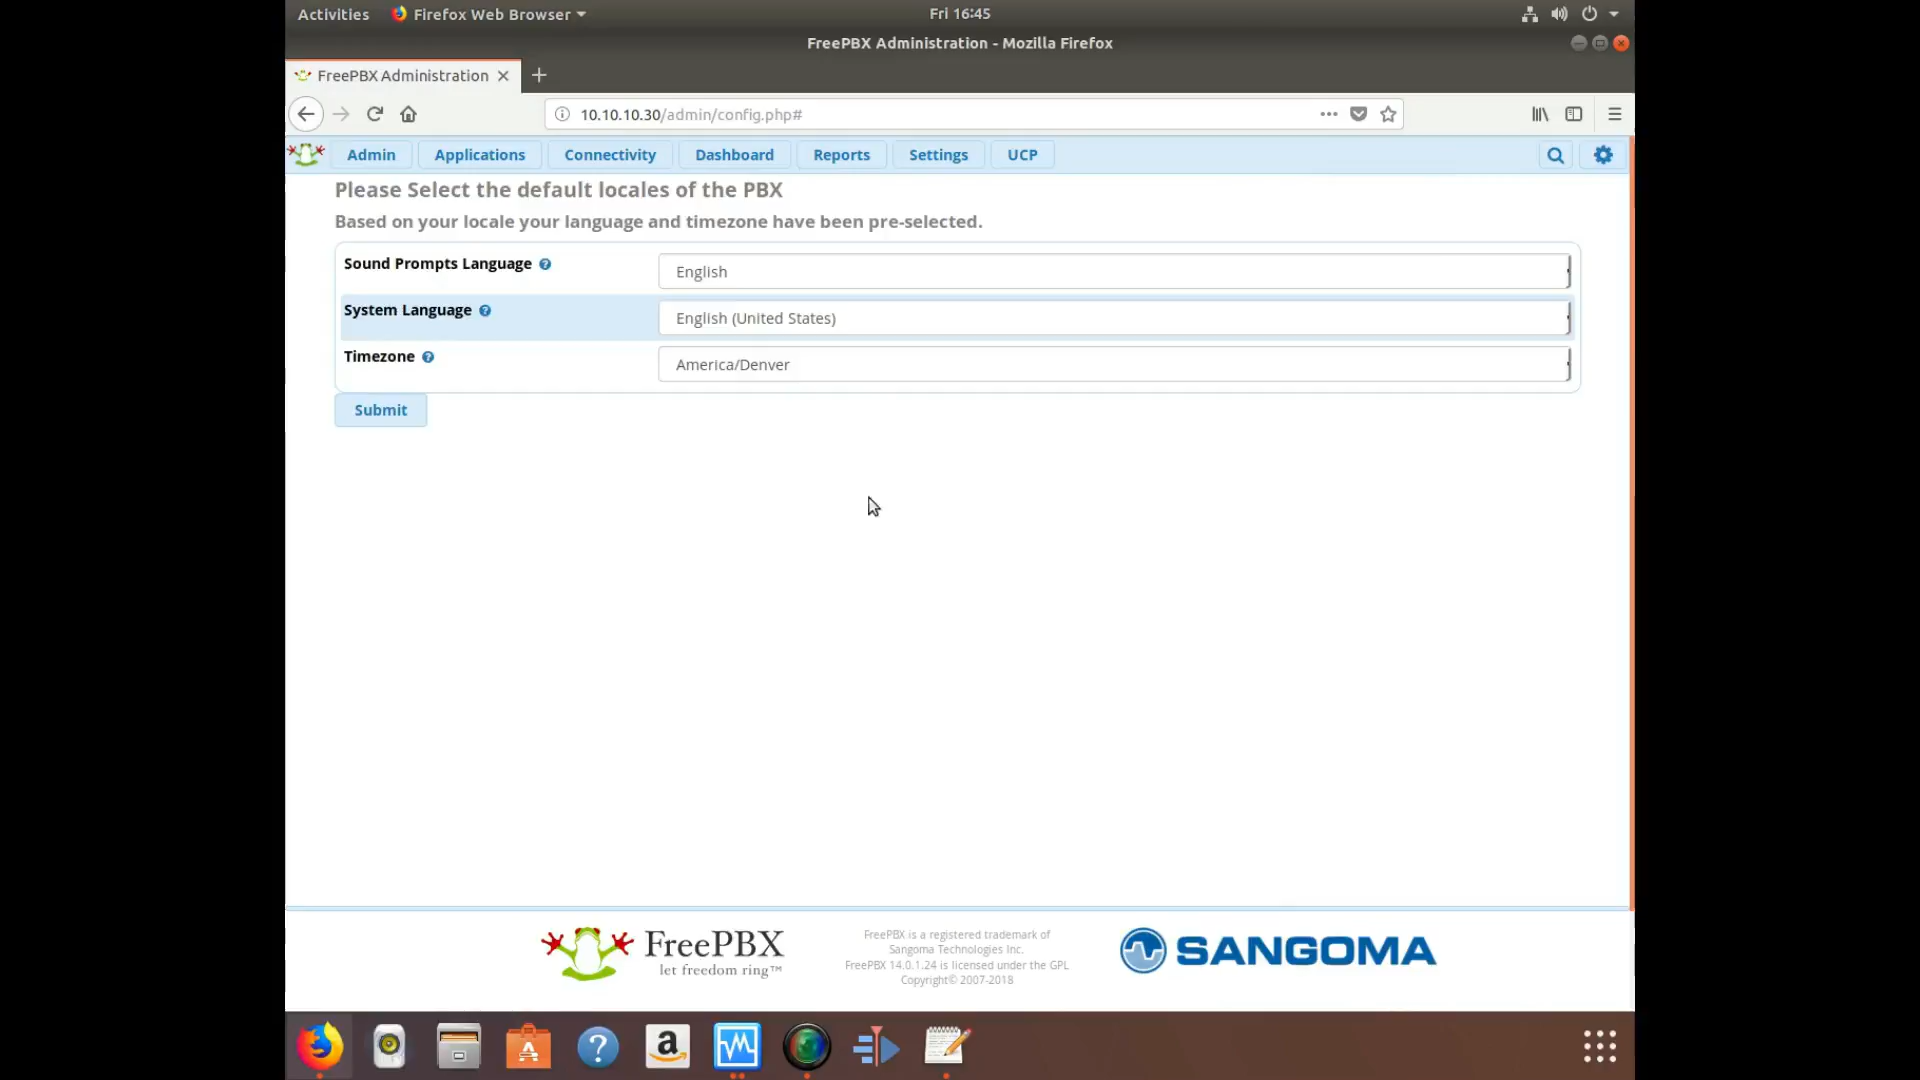 Activities Firefox Web Browser Fri 16:45
FreePBX Administration - Mozilla Firefox
FreePBX Administration
10.10.10.30/admin/config.php#
Admin Applications Connectivity Dashboard Reports Settings UCP
Please Select the default locales of the PBX
Based on your locale your language and timezone have been pre-selected.
Sound Prompts Language ? English
System Language ? English (United States)
Timezone ? America/Denver
Submit
FreePBX
let freedom ring™
FreePBX is a registered trademark of
Sangoma Technologies Inc.
FreePBX 14.0.1.24 is licensed under the GPL
Copyright© 2007-2018
SANGOMA